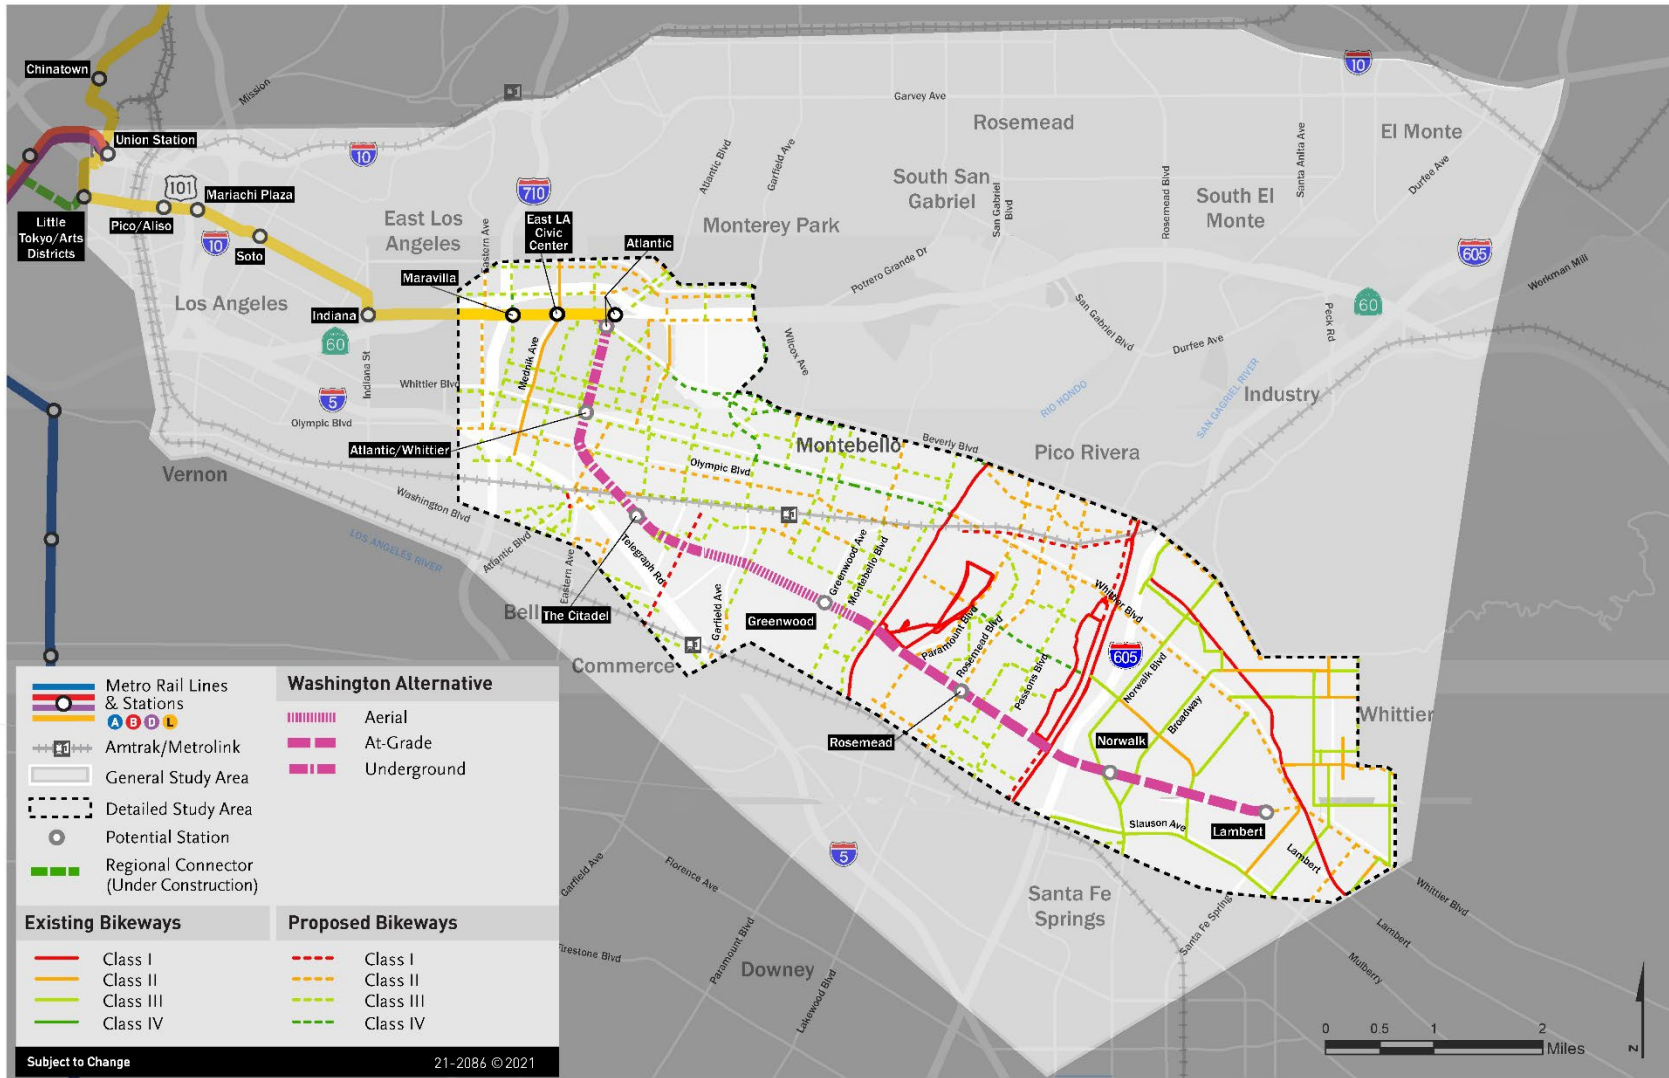 Chinatown
Mission
Garvey Ave
Rosemead
El Monte
10
Union Station
10
101
Mariachi Plaza
710
Atlantic Blvd
Garfield Ave
South San
Gabriel
San Gabriel
Blvd
Rosemead Blvd
Santa Anita Ave
Durfee Ave
South El
Monte
Little
Tokyo/Arts
Districts
Pico/Aliso
10
Soto
East Los
Angeles
Eastern Ave
East LA
Civic
Center
Atlantic
Monterey Park
605
Workman Mill
Maravilla
Potrero Grande Dr
Los Angeles
Indiana
60
San Gabriel Blvd
Peck Rd
60
Durfee Ave
Wilcox Ave
Indiana St
Mednik Ave
Whittier Blvd
5
Olympic Blvd
RIO HONDO
SAN GAGRIEL RIVER
Industry
Atlantic/Whittier
Montebello
Beverly Blvd
Pico Rivera
Vernon
Olympic Blvd
Washington Blvd
LOS ANGELES RIVER
Atlantic Blvd
Eastern Ave
Telegraph Rd
Greenwood Ave
Montebello Blvd
Whittier Blvd
Bell
The Citadel
Garfield Ave
Greenwood
Paramount Blvd
Rosemead Blvd
Passons Blvd
605
Norwalk Blvd
Broadway
Commerce
Whittier
Rosemead
Norwalk
Slauson Ave
Lambert
Lambert
5
Garfield Ave
Florence Ave
Firestone Blvd
Paramount Blvd
Downey
Lakewood Blvd
Santa Fe
Springs
Santa Fe Springs
Whittier Blvd
Lambert
Mulberry
Metro Rail Lines
& Stations
A B D L
Amtrak/Metrolink
General Study Area
Detailed Study Area
Potential Station
Regional Connector
(Under Construction)
Washington Alternative
Aerial
At-Grade
Underground
Existing Bikeways
Class I
Class II
Class III
Class IV
Proposed Bikeways
Class I
Class II
Class III
Class IV
Subject to Change
21-2086 ©2021
0 0.5 1 2
Miles
N